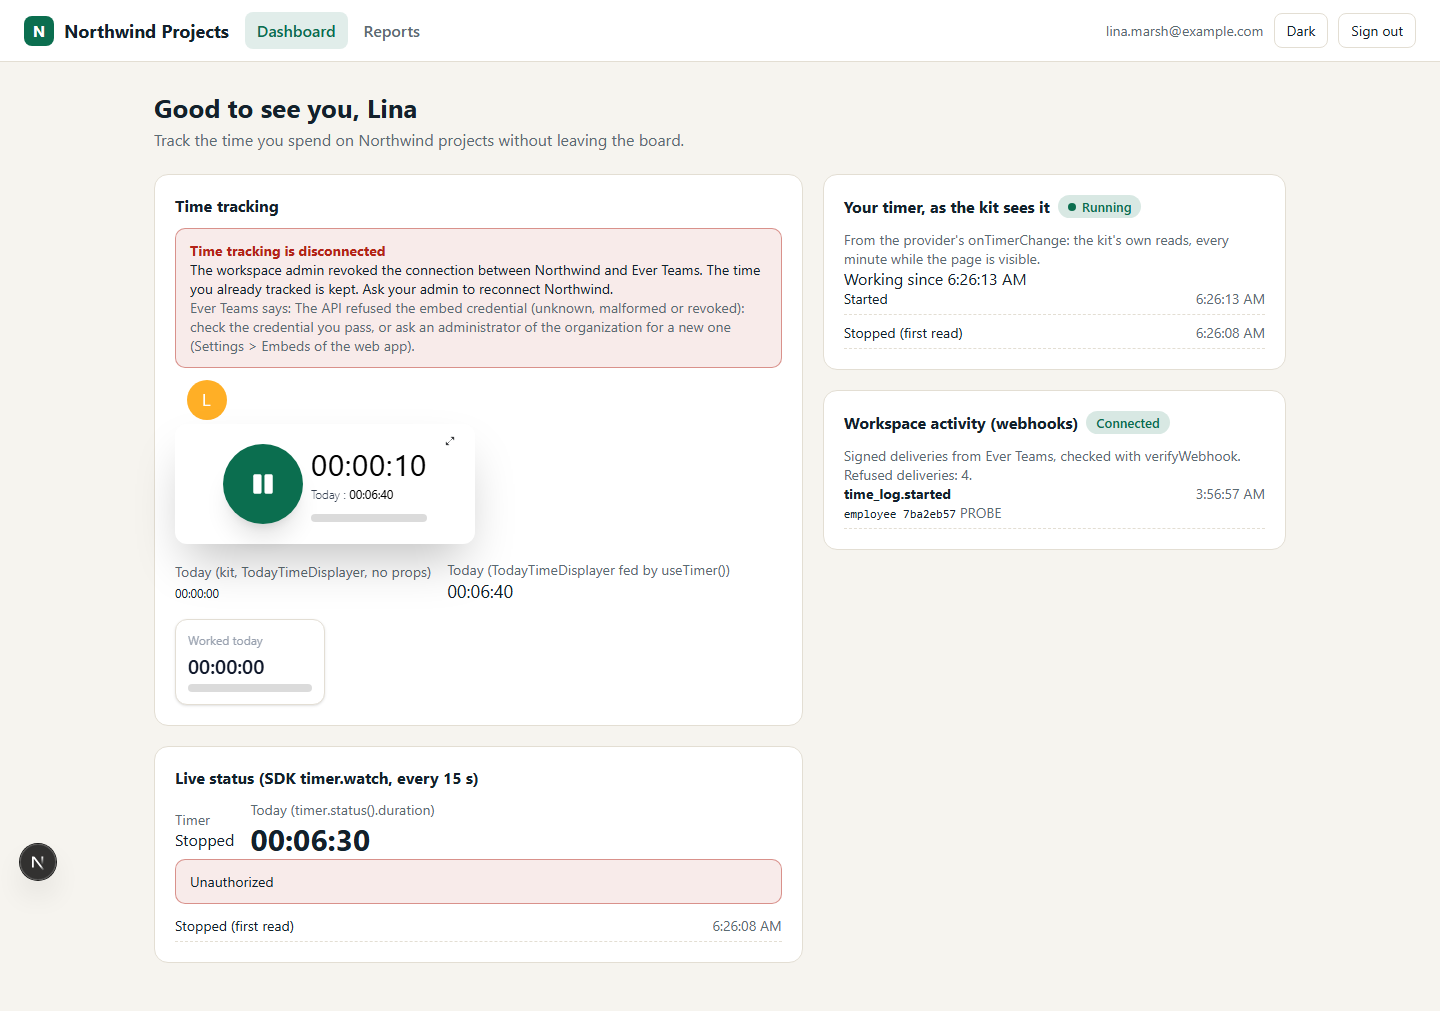 N Northwind Projects Dashboard Reports lina.marsh@example.com Dark Sign out
Good to see you, Lina
Track the time you spend on Northwind projects without leaving the board.
Time tracking
Time tracking is disconnected
The workspace admin revoked the connection between Northwind and Ever Teams. The time
you already tracked is kept. Ask your admin to reconnect Northwind.
Ever Teams says: The API refused the embed credential (unknown, malformed or revoked):
check the credential you pass, or ask an administrator of the organization for a new one
(Settings > Embeds of the web app).
L
00:00:10
Today : 00:06:40
Today (kit, TodayTimeDisplayer, no props)
00:00:00
Today (TodayTimeDisplayer fed by useTimer())
00:06:40
Worked today
00:00:00
Live status (SDK timer.watch, every 15 s)
Timer
Stopped
Today (timer.status().duration)
00:06:30
Unauthorized
Stopped (first read) 6:26:08 AM
Your timer, as the kit sees it Running
From the provider's onTimerChange: the kit's own reads, every
minute while the page is visible.
Working since 6:26:13 AM
Started 6:26:13 AM
Stopped (first read) 6:26:08 AM
Workspace activity (webhooks) Connected
Signed deliveries from Ever Teams, checked with verifyWebhook.
Refused deliveries: 4.
time_log.started 3:56:57 AM
employee 7ba2eb57 PROBE
N